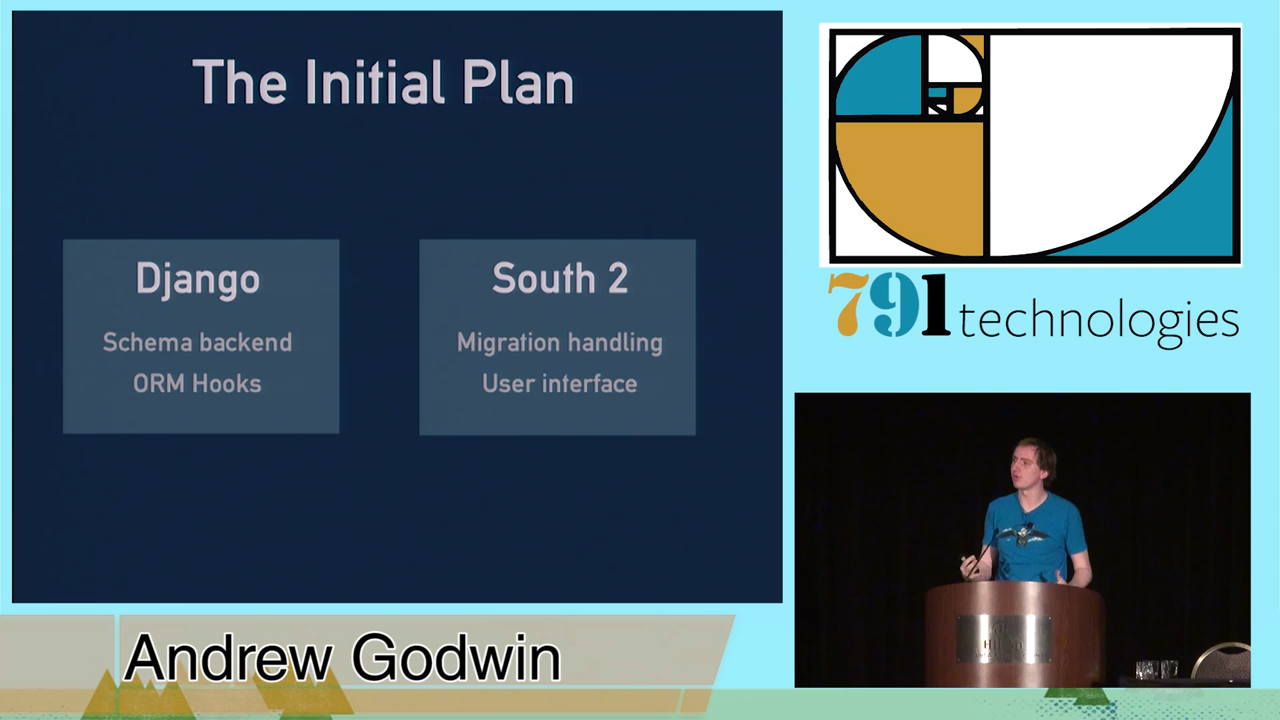 The Initial Plan
Django
Schema backend
ORM Hooks
South 2
Migration handling
User interface
791 technologies
Andrew Godwin